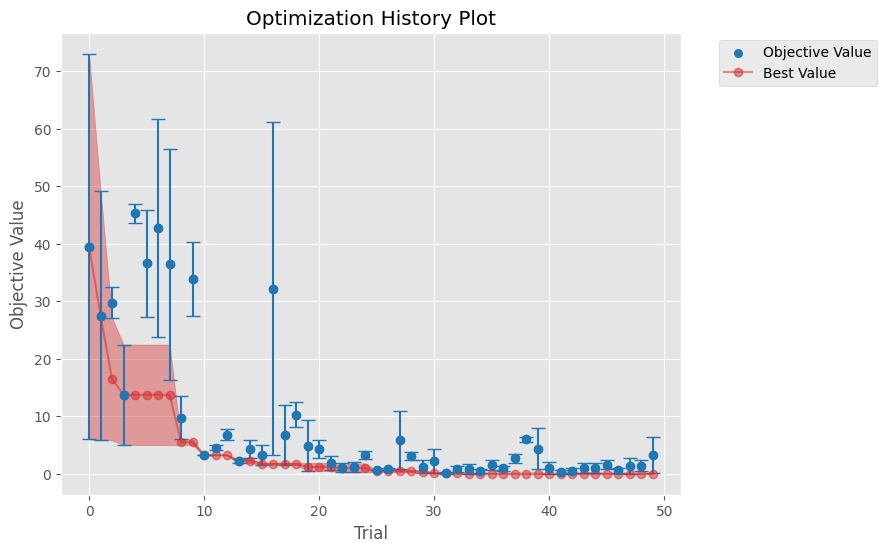 Optimization History Plot
Objective Value
Best Value
Objective Value
70
60
50
40
30
20
10
0
0 10 20 30 40 50
Trial